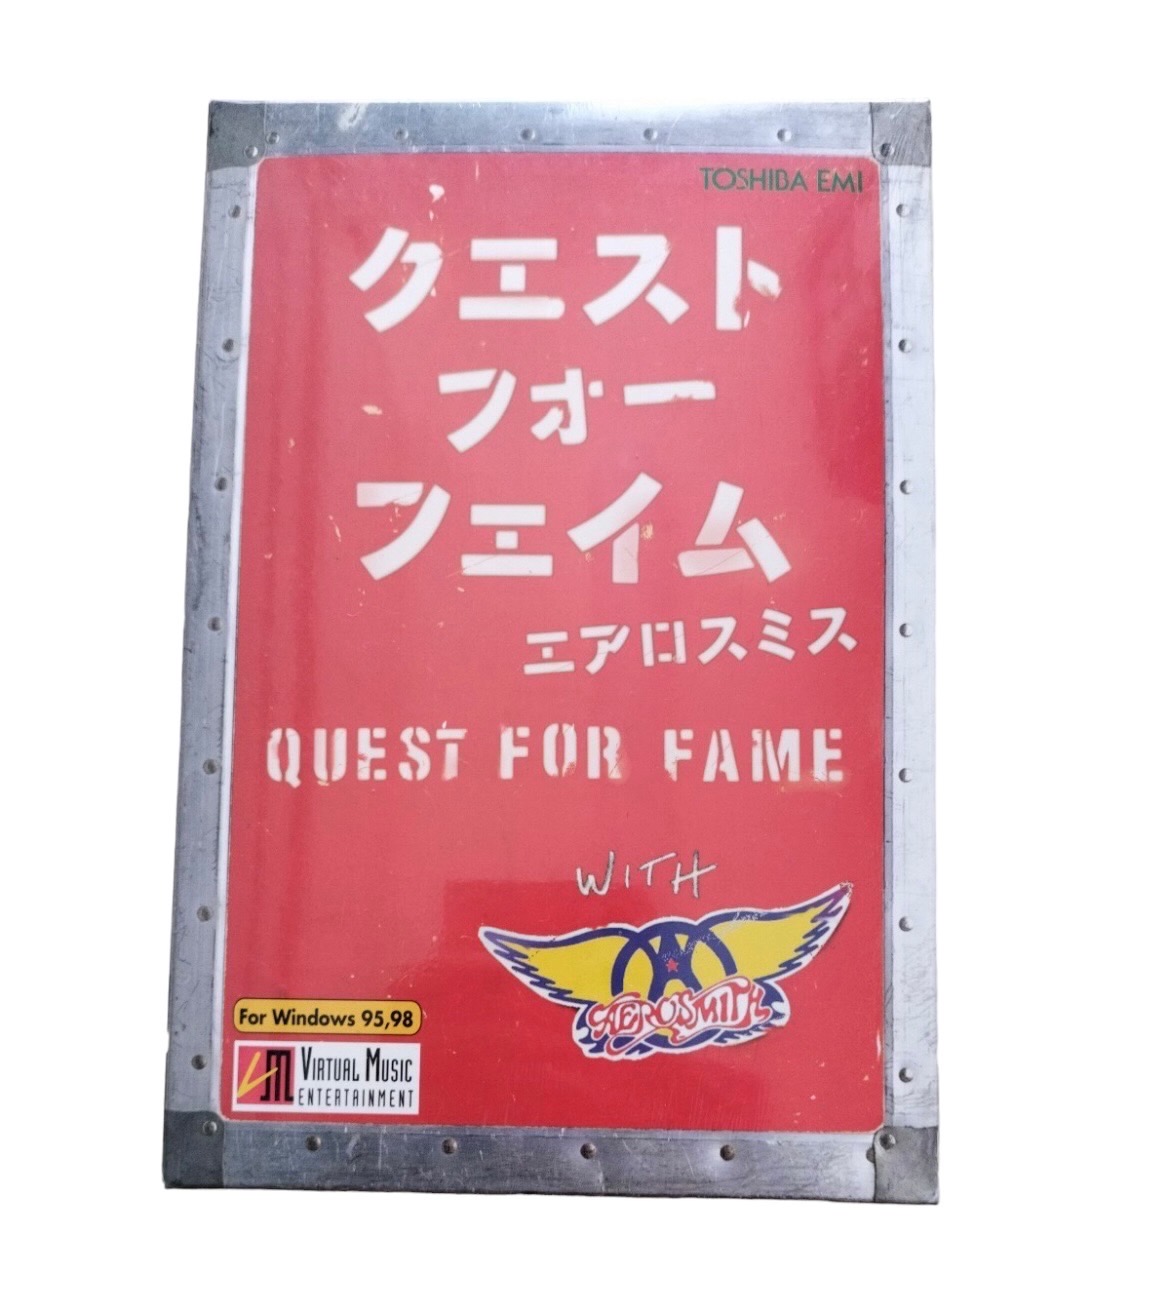 TOSHIBA EMI
クエスト
フォー
フェイム
エアロスミス
QUEST FOR FAME
WITH
AEROSMITH
For Windows 95,98
VM VIRTUAL MUSIC
ENTERTAINMENT